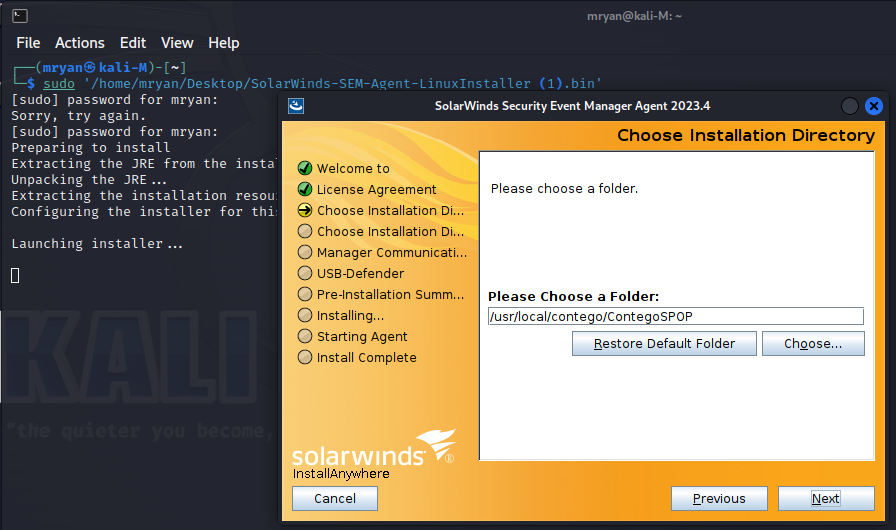 mryan@kali-M: ~
File Actions Edit View Help
┌──(mryan㉿kali-M)-[~]
└─$ sudo '/home/mryan/Desktop/SolarWinds-SEM-Agent-LinuxInstaller (1).bin'
[sudo] password for mryan:
Sorry, try again.
[sudo] password for mryan:
Preparing to install
Extracting the JRE from the
Unpacking the JRE...
Extracting the installation
Configuring the installer for
Launching installer...
KALI
"the quieter you become,
SolarWinds Security Event Manager Agent 2023.4
Choose Installation Directory
Welcome to
License Agreement
Choose Installation Di...
Choose Installation Di...
Manager Communicati...
USB-Defender
Pre-Installation Summ...
Installing...
Starting Agent
Install Complete
Please choose a folder.
Please Choose a Folder:
/usr/local/contego/ContegoSPOP
Restore Default Folder
Choose...
solarwinds®
InstallAnywhere
Cancel
Previous
Next